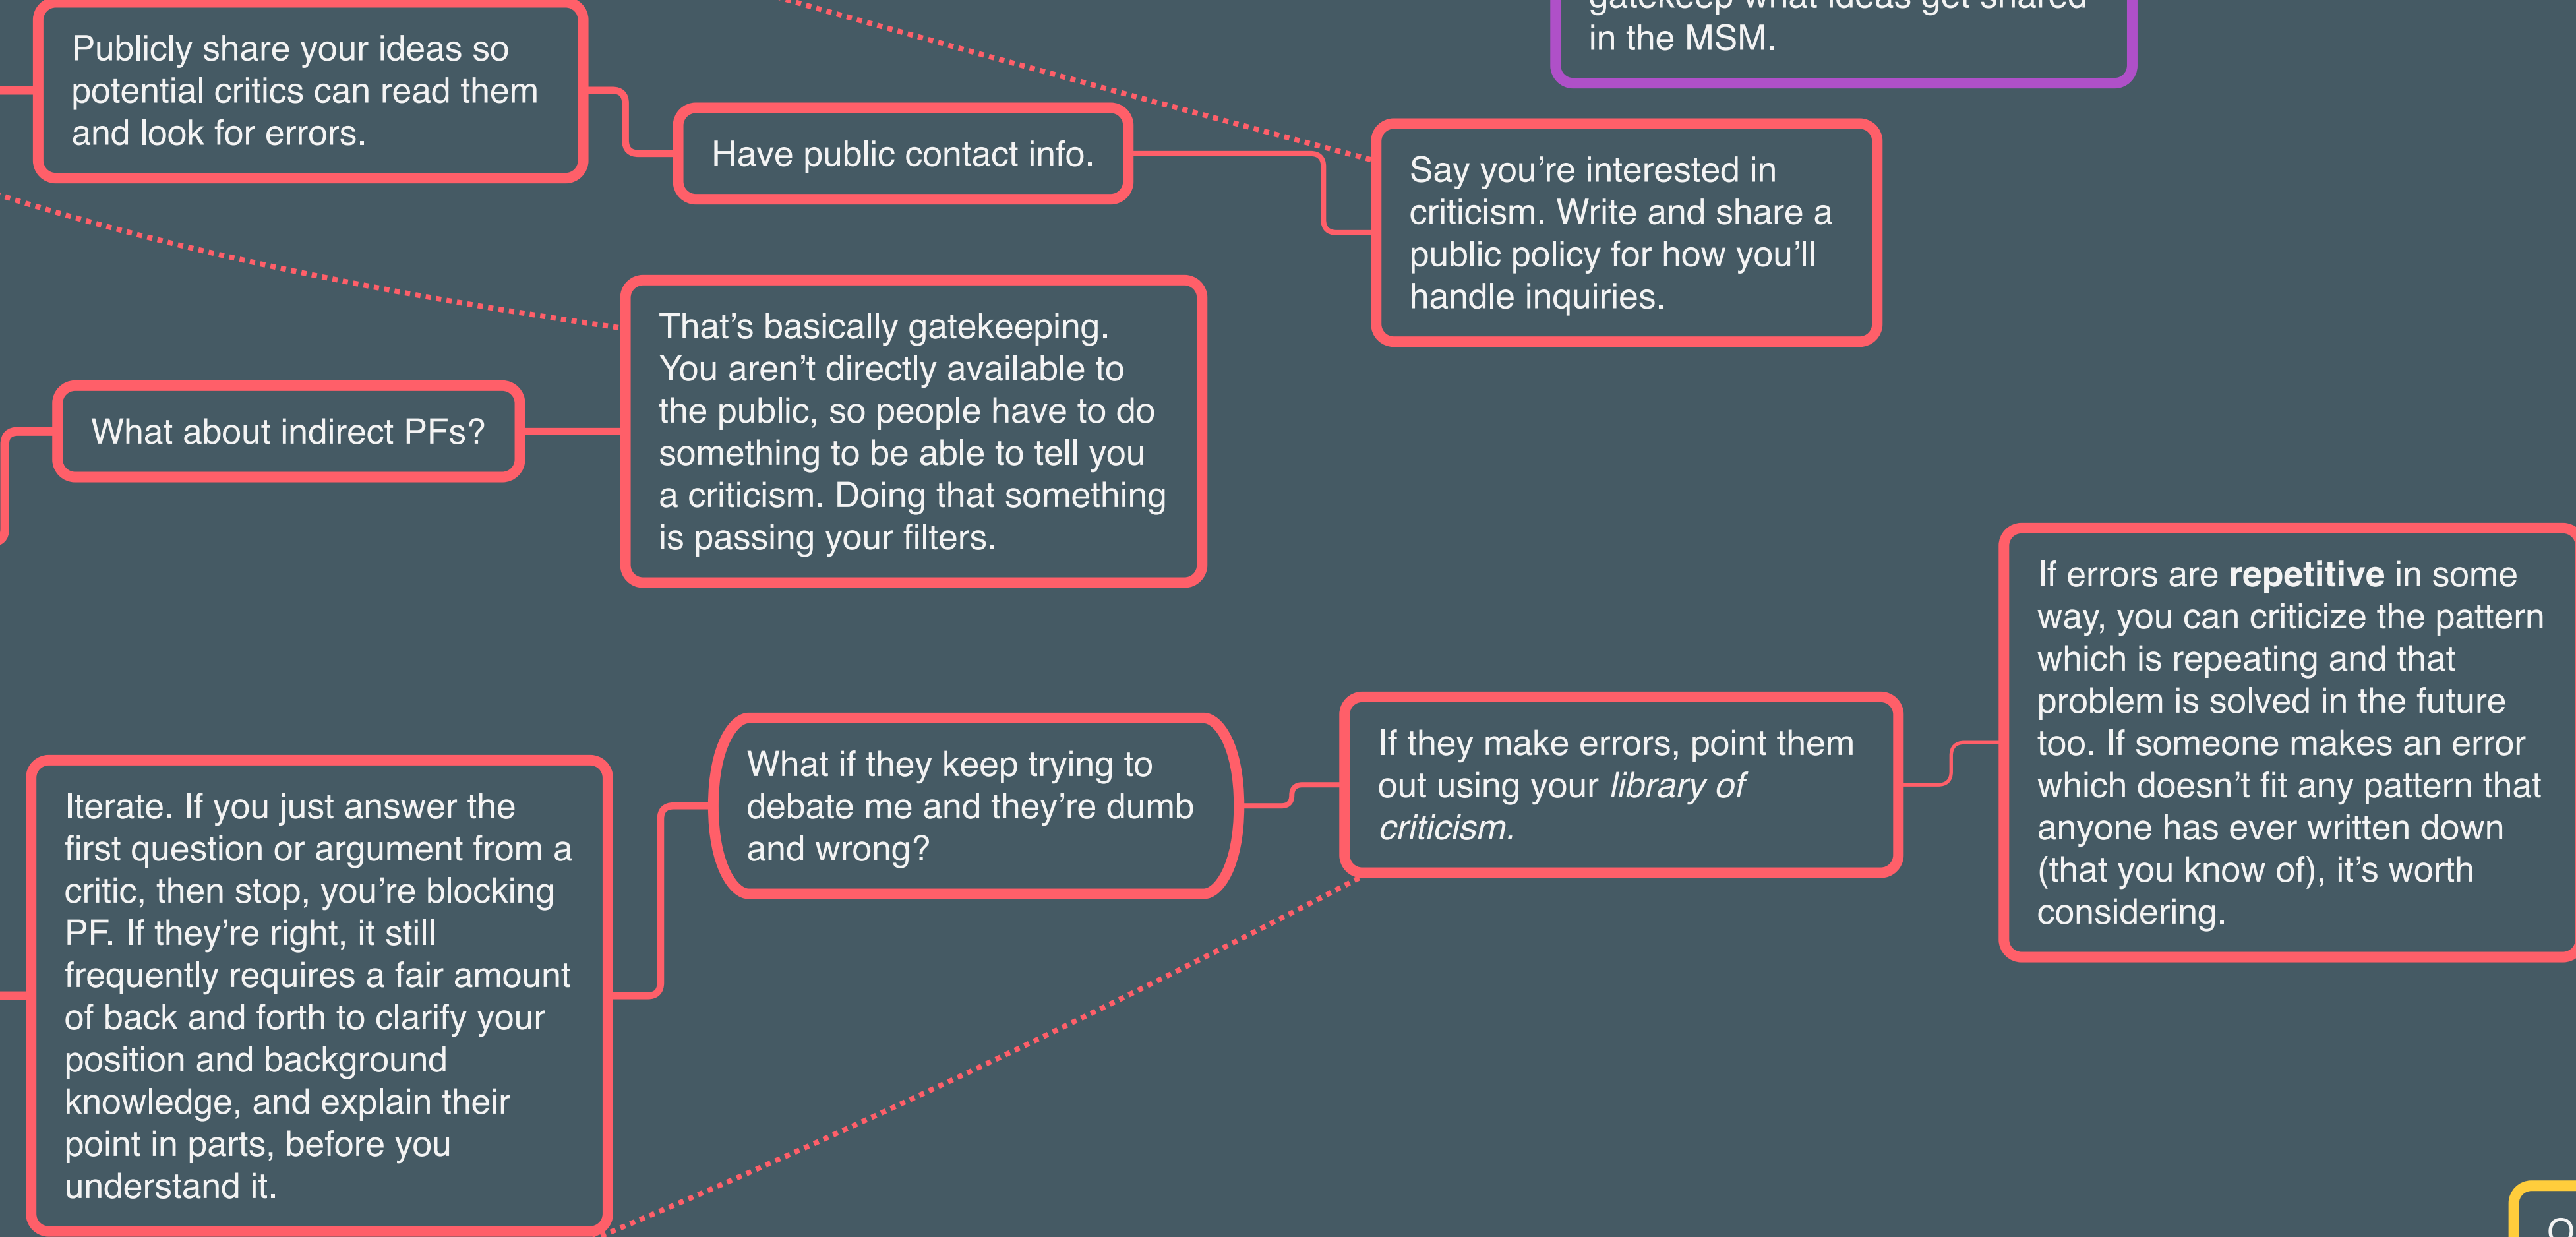 Publicly share your ideas so
potential critics can read them
and look for errors.
Have public contact info.
gatekeep what ideas get shared
in the MSM.
Say you’re interested in
criticism. Write and share a
public policy for how you’ll
handle inquiries.
What about indirect PFs?
That’s basically gatekeeping.
You aren’t directly available to
the public, so people have to do
something to be able to tell you
a criticism. Doing that something
is passing your filters.
Iterate. If you just answer the
first question or argument from a
critic, then stop, you’re blocking
PF. If they’re right, it still
frequently requires a fair amount
of back and forth to clarify your
position and background
knowledge, and explain their
point in parts, before you
understand it.
What if they keep trying to
debate me and they’re dumb
and wrong?
If they make errors, point them
out using your library of
criticism.
If errors are repetitive in some
way, you can criticize the pattern
which is repeating and that
problem is solved in the future
too. If someone makes an error
which doesn’t fit any pattern that
anyone has ever written down
(that you know of), it’s worth
considering.